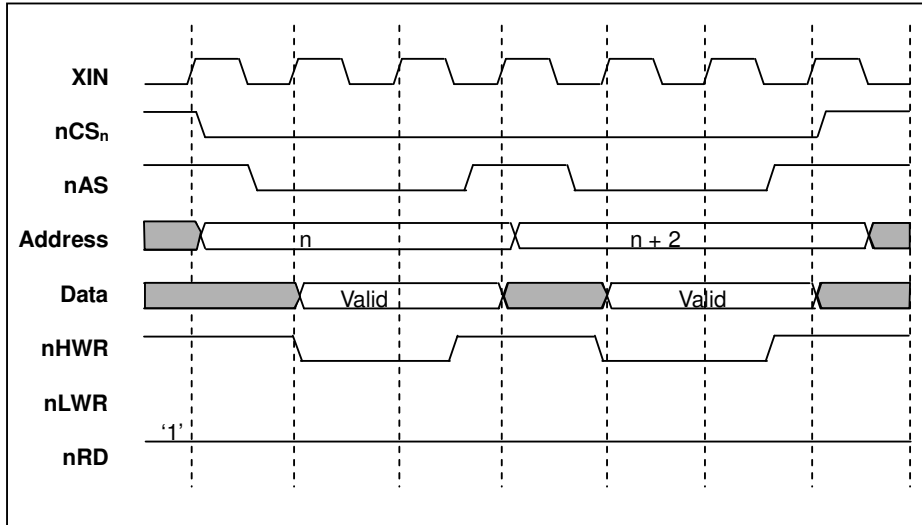 XIN
nCSn
nAS
Address n n + 2
Data Valid Valid
nHWR
nLWR
'1'
nRD